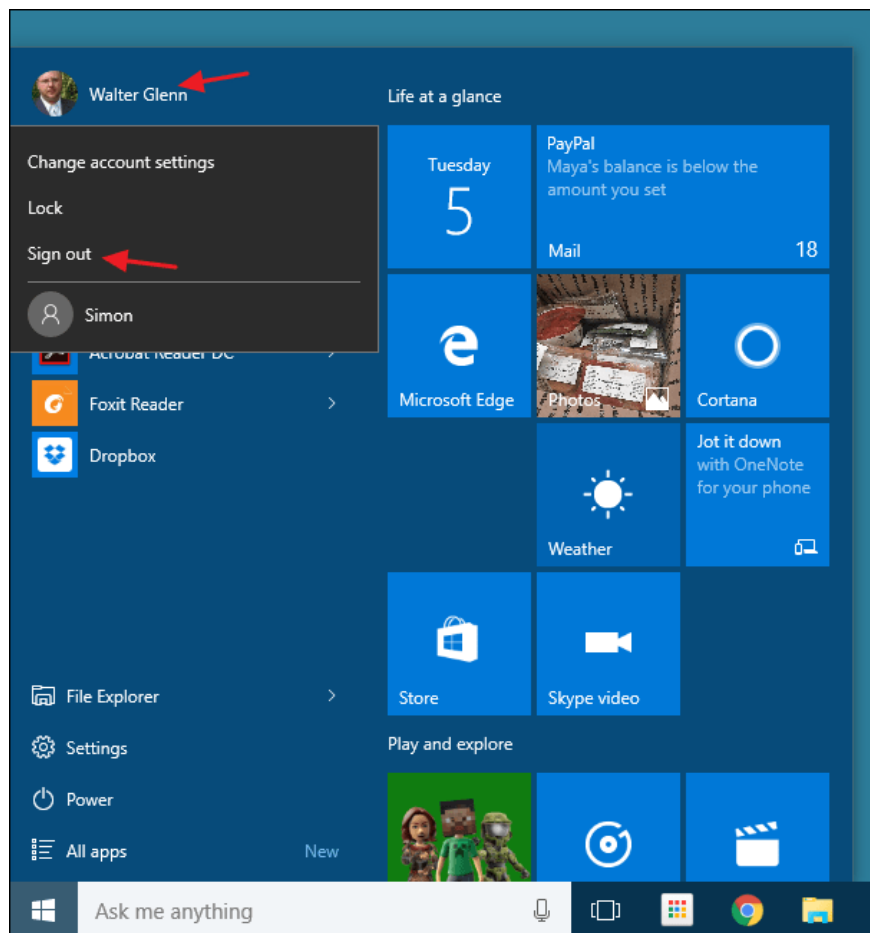 Walter Glenn
Change account settings
Lock
Sign out
Simon
Acrobat Reader DC
Foxit Reader
Dropbox
File Explorer
Settings
Power
All apps
New
Life at a glance
Tuesday
5
PayPal
Maya's balance is below the
amount you set
Mail
18
Microsoft Edge
Photos
Cortana
Weather
Jot it down
with OneNote
for your phone
Store
Skype video
Play and explore
Ask me anything